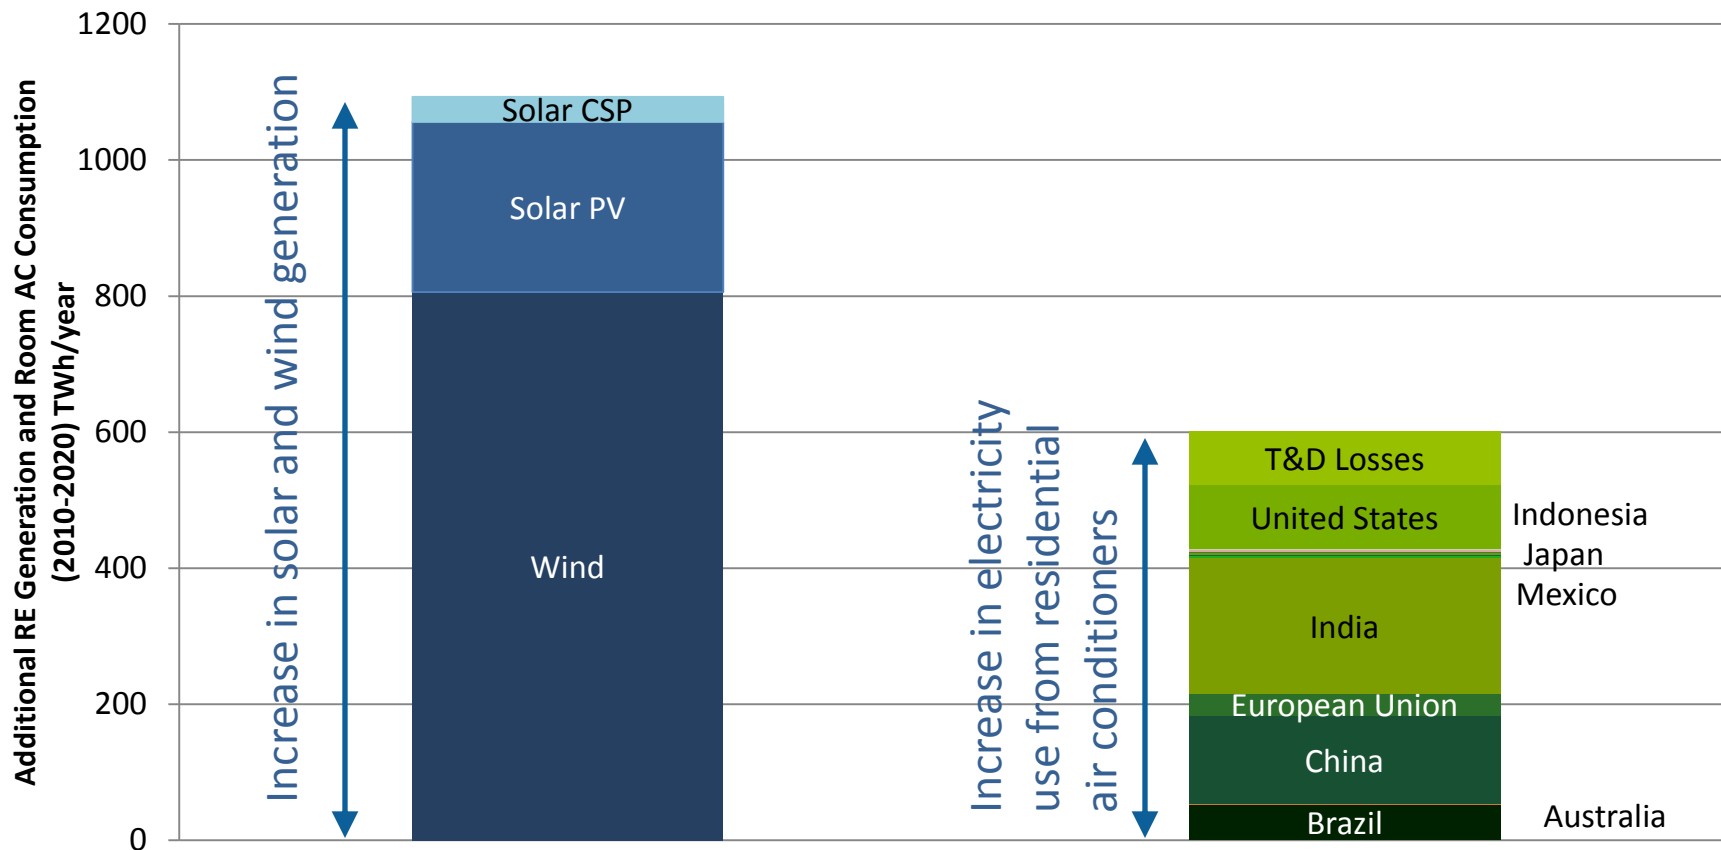 Additional RE Generation and Room AC Consumption
(2010-2020) TWh/year
1200
1000
800
600
400
200
0
Increase in solar and wind generation
Solar CSP
Solar PV
Wind
Increase in electricity
use from residential
air conditioners
T&D Losses
United States
India
European Union
China
Brazil
Indonesia
Japan
Mexico
Australia